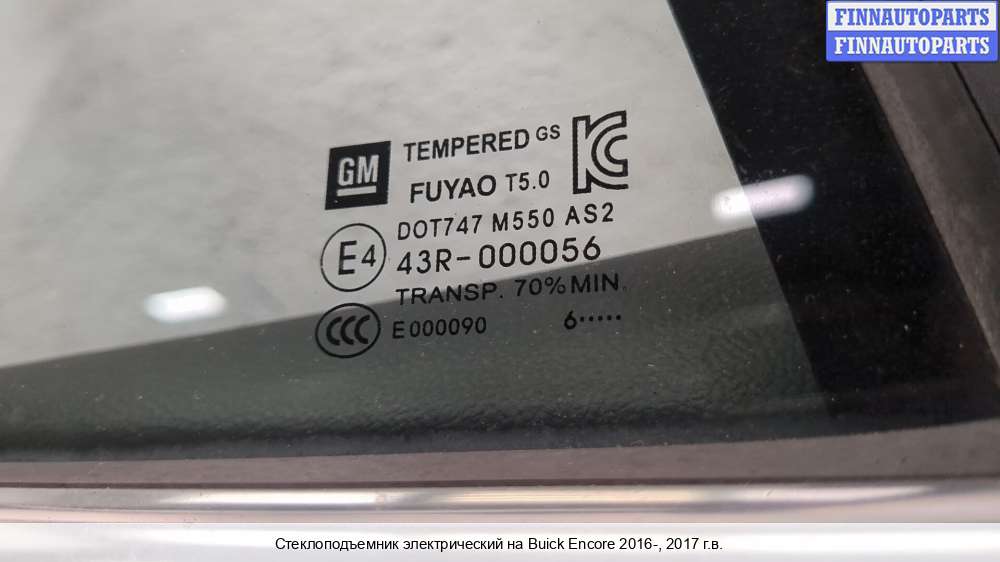 FINNAUTOPARTS
FINNAUTOPARTS
GM TEMPERED GS
FUYAO T5.0 KC
DOT747 M550 AS2
E4 43R-000056
TRANSP. 70% MIN.
CCC E000090 6·····
Стеклоподъемник электрический на Buick Encore 2016-, 2017 г.в.